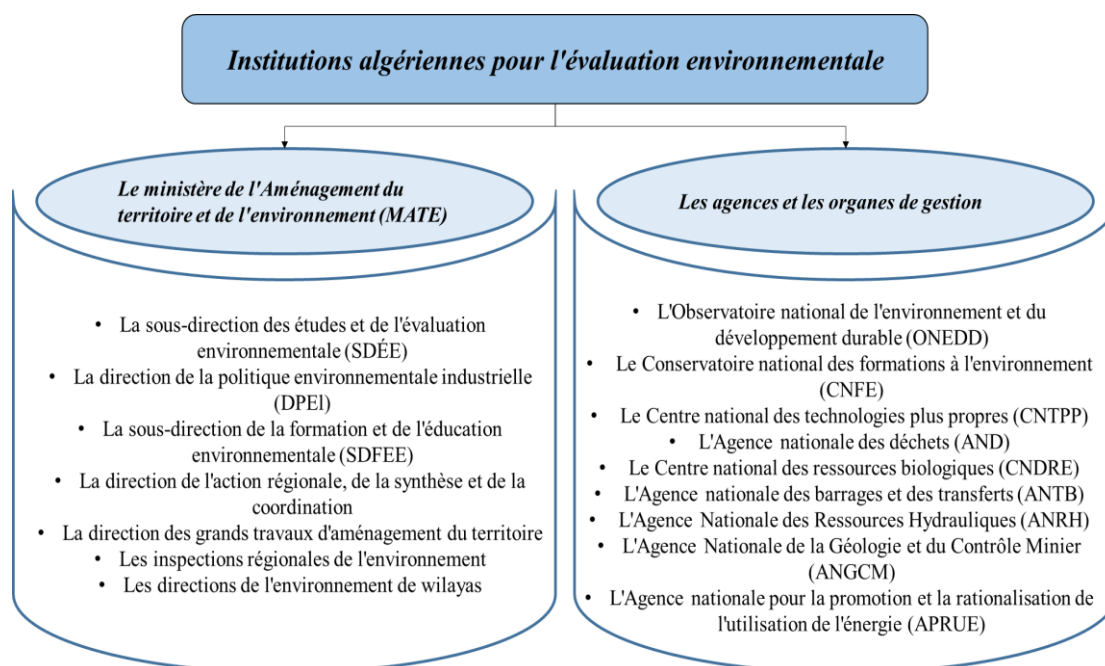 Institutions algériennes pour l'évaluation environnementale
Le ministère de l'Aménagement du
territoire et de l'environnement (MATE)
• La sous-direction des études et de l'évaluation
environnementale (SDÉE)
• La direction de la politique environnementale industrielle
(DPEl)
• La sous-direction de la formation et de l'éducation
environnementale (SDFEE)
• La direction de l'action régionale, de la synthèse et de la
coordination
• La direction des grands travaux d'aménagement du territoire
• Les inspections régionales de l'environnement
• Les directions de l'environnement de wilayas
Les agences et les organes de gestion
• L'Observatoire national de l'environnement et du
développement durable (ONEDD)
• Le Conservatoire national des formations à l'environnement
(CNFE)
• Le Centre national des technologies plus propres (CNTPP)
• L'Agence nationale des déchets (AND)
• Le Centre national des ressources biologiques (CNDRE)
• L'Agence nationale des barrages et des transferts (ANTB)
• L'Agence Nationale des Ressources Hydrauliques (ANRH)
• L'Agence Nationale de la Géologie et du Contrôle Minier
(ANGCM)
• L'Agence nationale pour la promotion et la rationalisation de
l'utilisation de l'énergie (APRUE)